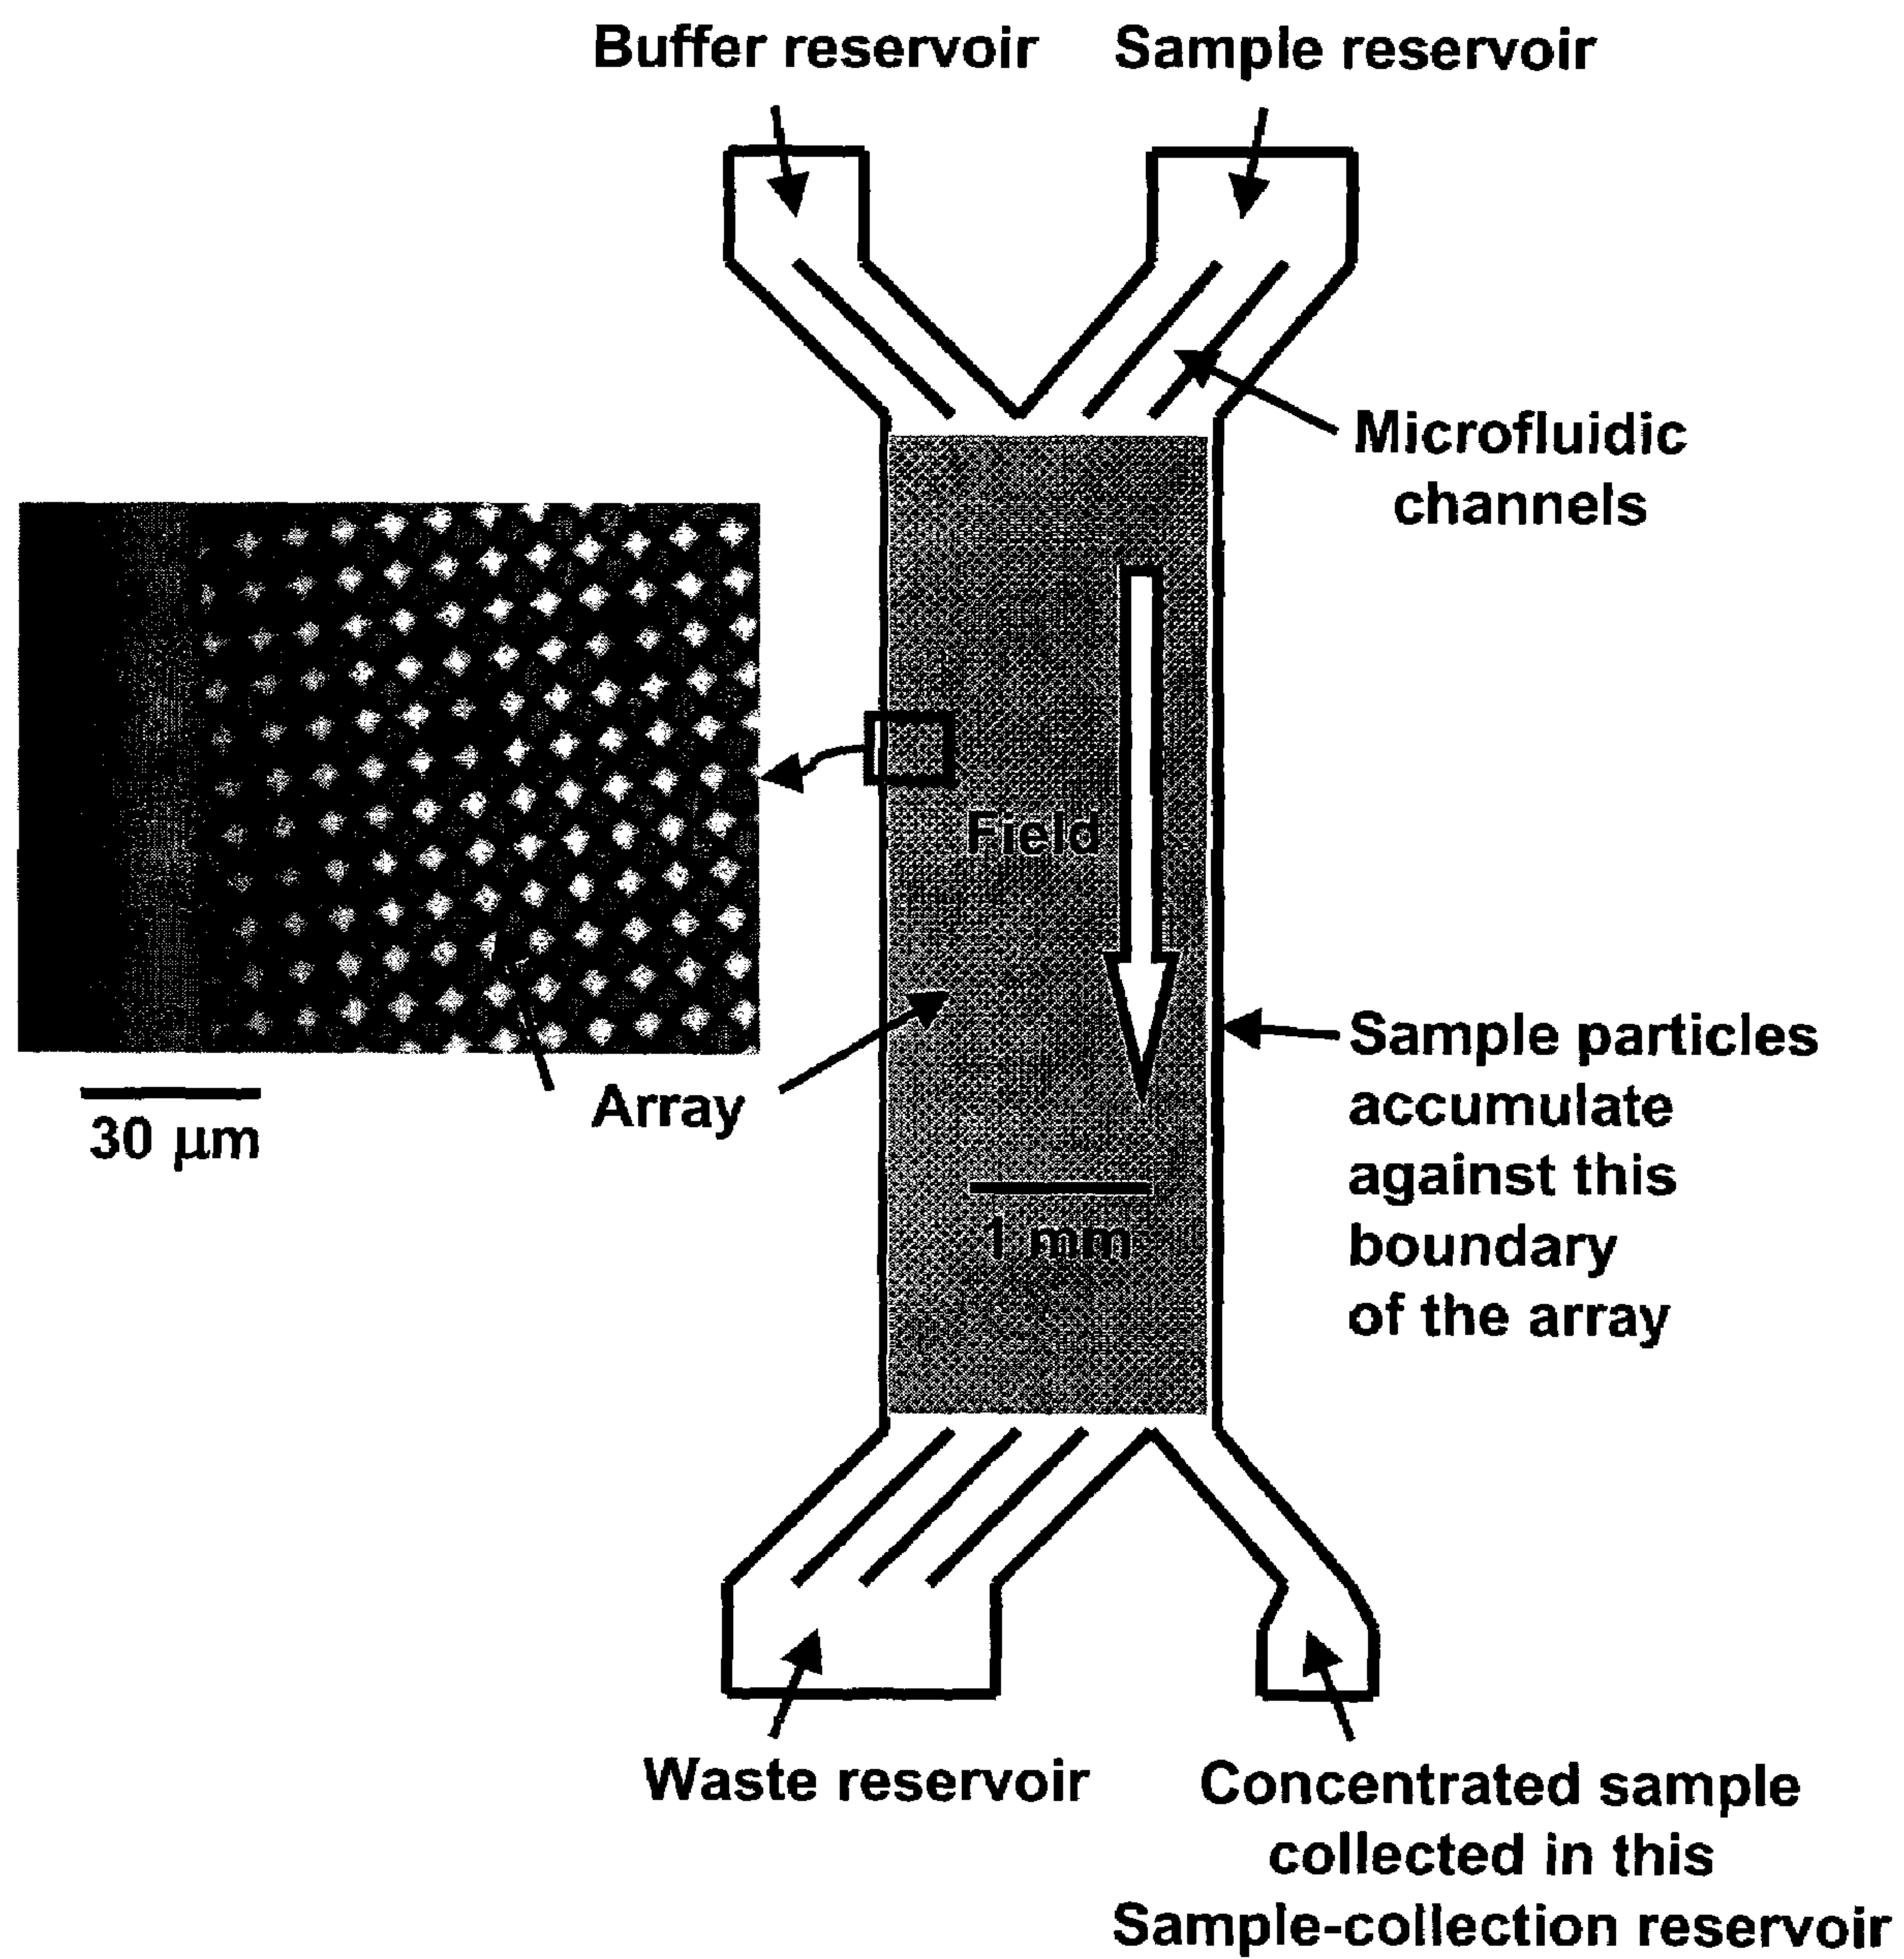 Buffer reservoir
Sample reservoir
Microfluidic
channels
Field
Sample particles
accumulate
against this
boundary
of the array
Array
30 μm
1 mm
Waste reservoir
Concentrated sample
collected in this
Sample-collection reservoir